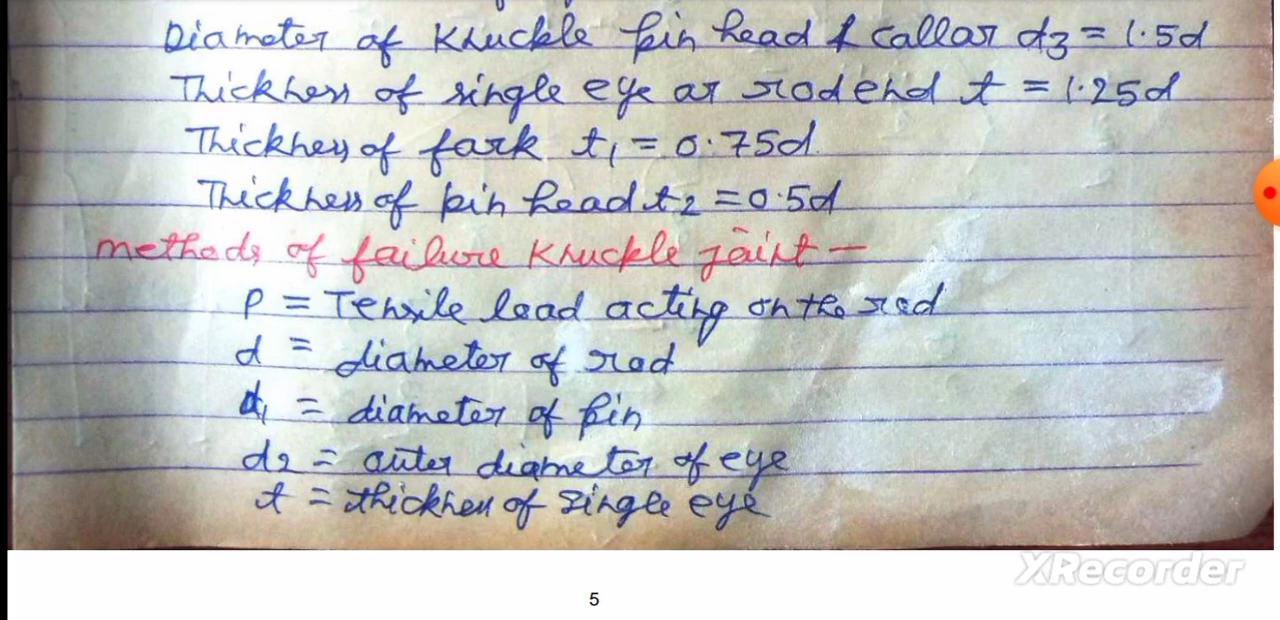 Diameter of Knuckle pin head & collar d3 = 1.5d
Thickness of single eye or rod end t = 1.25d
Thickness of fork t1 = 0.75d
Thickness of pin head t2 = 0.5d
methods of failure Knuckle joint —
P = Tensile load acting on the rod
d = diameter of rod
d1 = diameter of pin
d2 = outer diameter of eye
t = thickness of single eye
XRecorder
5